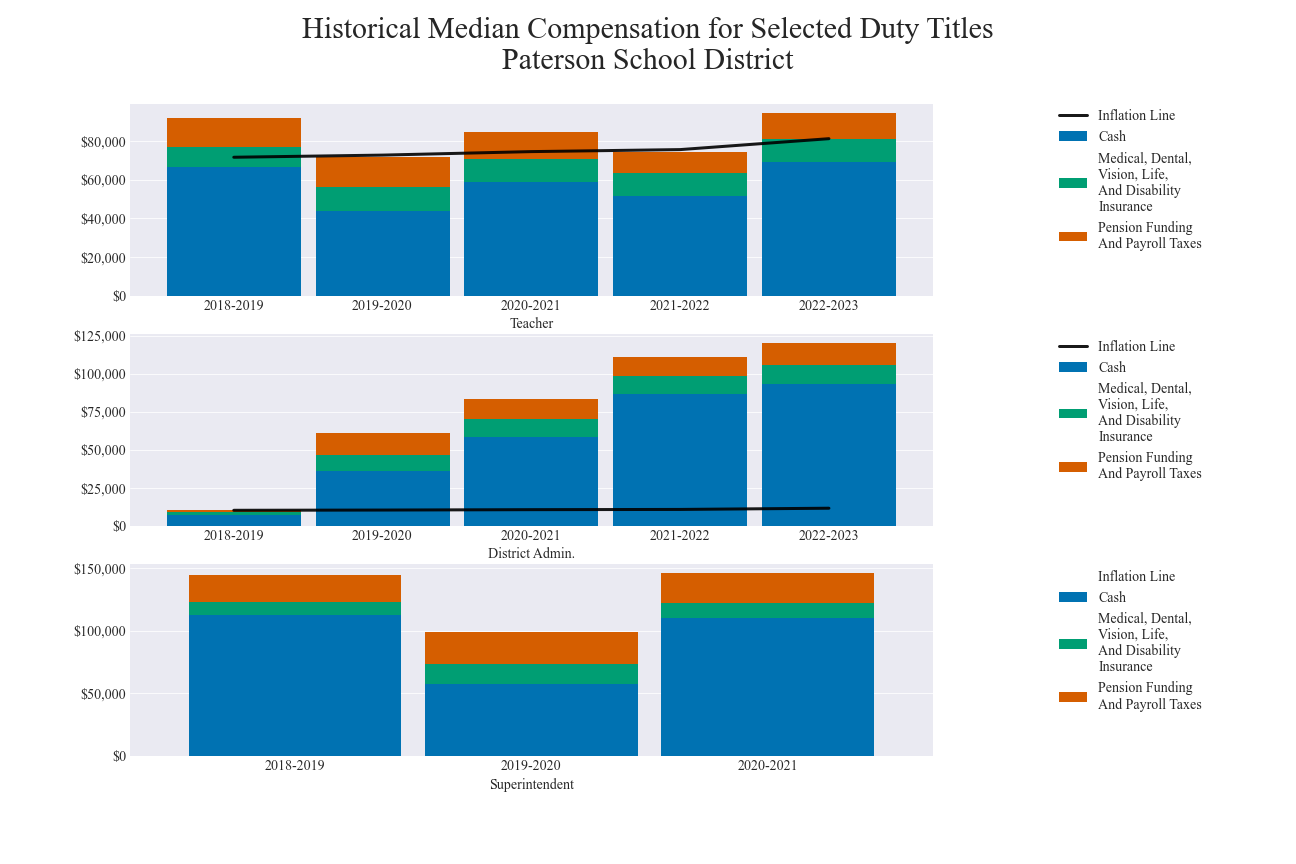 Historical Median Compensation for Selected Duty Titles
Paterson School District
$80,000
$60,000
$40,000
$20,000
$0
2018-2019
2019-2020
2020-2021
2021-2022
2022-2023
Teacher
Inflation Line
Cash
Medical, Dental,
Vision, Life,
And Disability
Insurance
Pension Funding
And Payroll Taxes
$125,000
$100,000
$75,000
$50,000
$25,000
$0
2018-2019
2019-2020
2020-2021
2021-2022
2022-2023
District Admin.
Inflation Line
Cash
Medical, Dental,
Vision, Life,
And Disability
Insurance
Pension Funding
And Payroll Taxes
$150,000
$100,000
$50,000
$0
2018-2019
2019-2020
2020-2021
Superintendent
Inflation Line
Cash
Medical, Dental,
Vision, Life,
And Disability
Insurance
Pension Funding
And Payroll Taxes